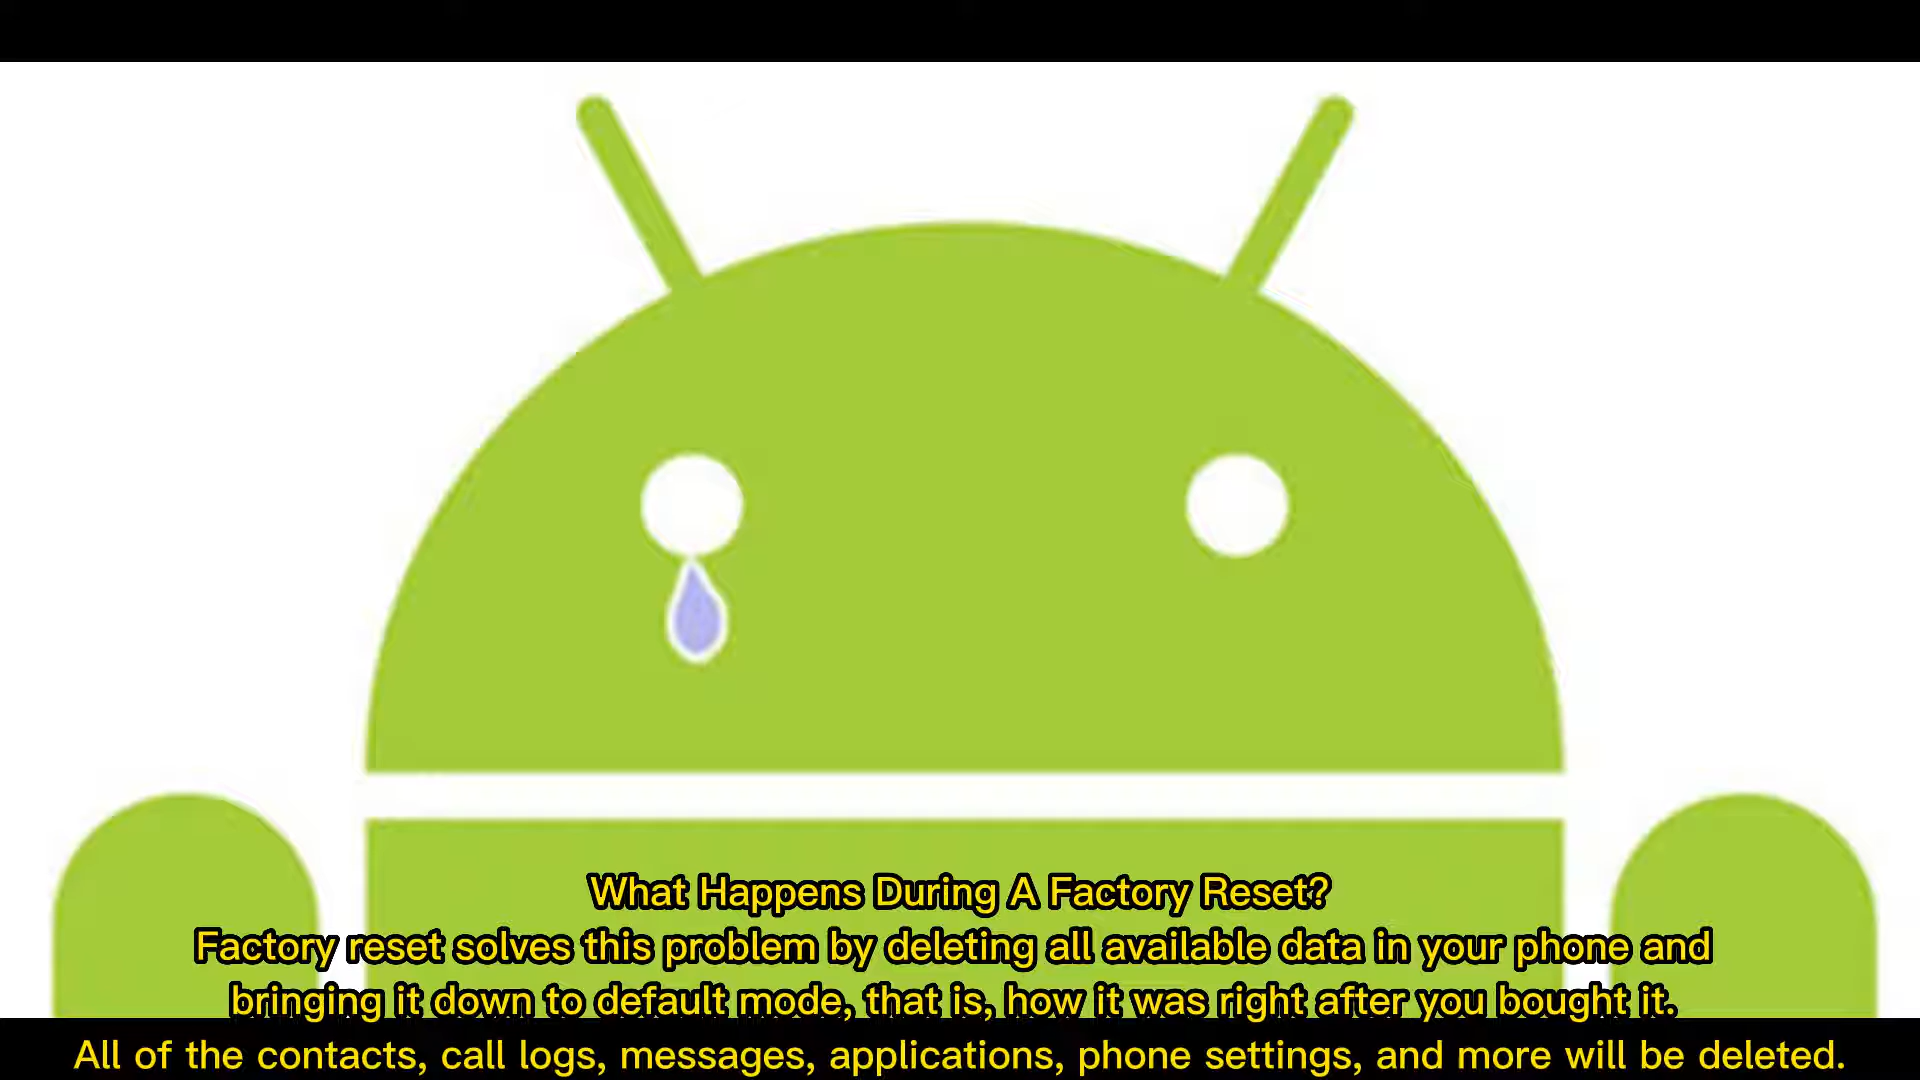 What Happens During A Factory Reset?
Factory reset solves this problem by deleting all available data in your phone and
bringing it down to default mode, that is, how it was right after you bought it.
All of the contacts, call logs, messages, applications, phone settings, and more will be deleted.